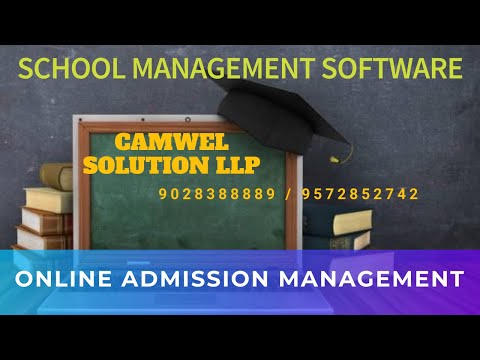 SCHOOL MANAGEMENT SOFTWARE
CAMWEL
SOLUTION LLP
9028388889 / 9572852742
ONLINE ADMISSION MANAGEMENT